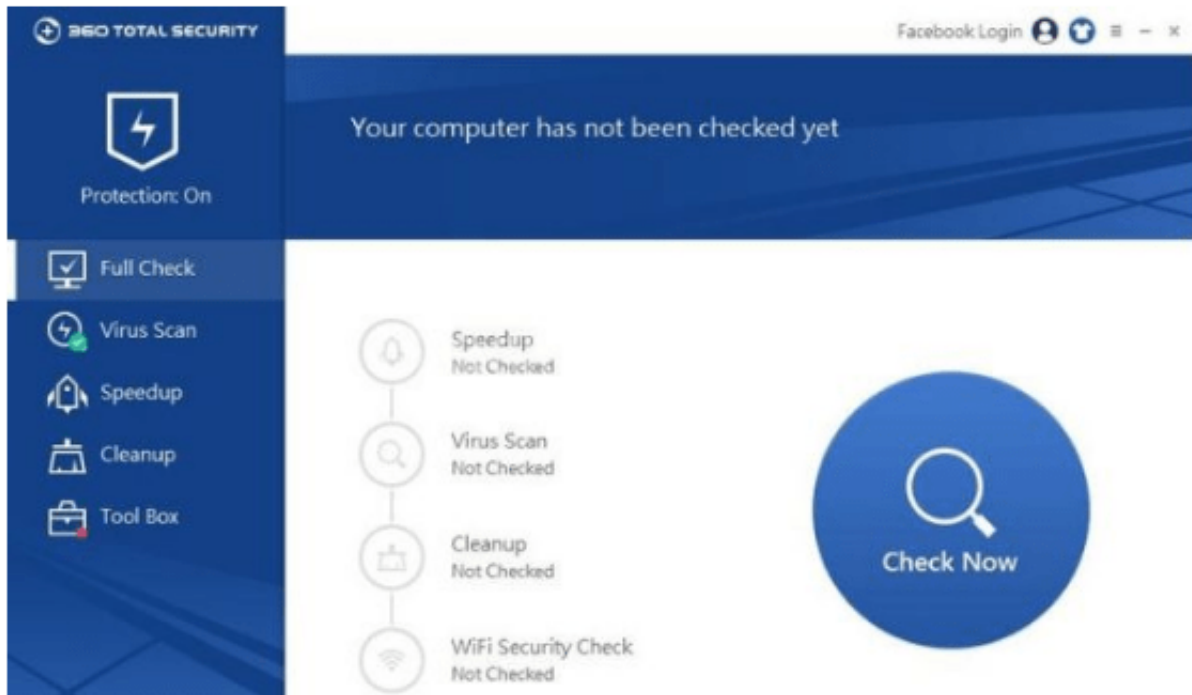 360 TOTAL SECURITY
Facebook Login
Protection: On
Your computer has not been checked yet
Full Check
Virus Scan
Speedup
Cleanup
Tool Box
Speedup
Not Checked
Virus Scan
Not Checked
Cleanup
Not Checked
WiFi Security Check
Not Checked
Check Now